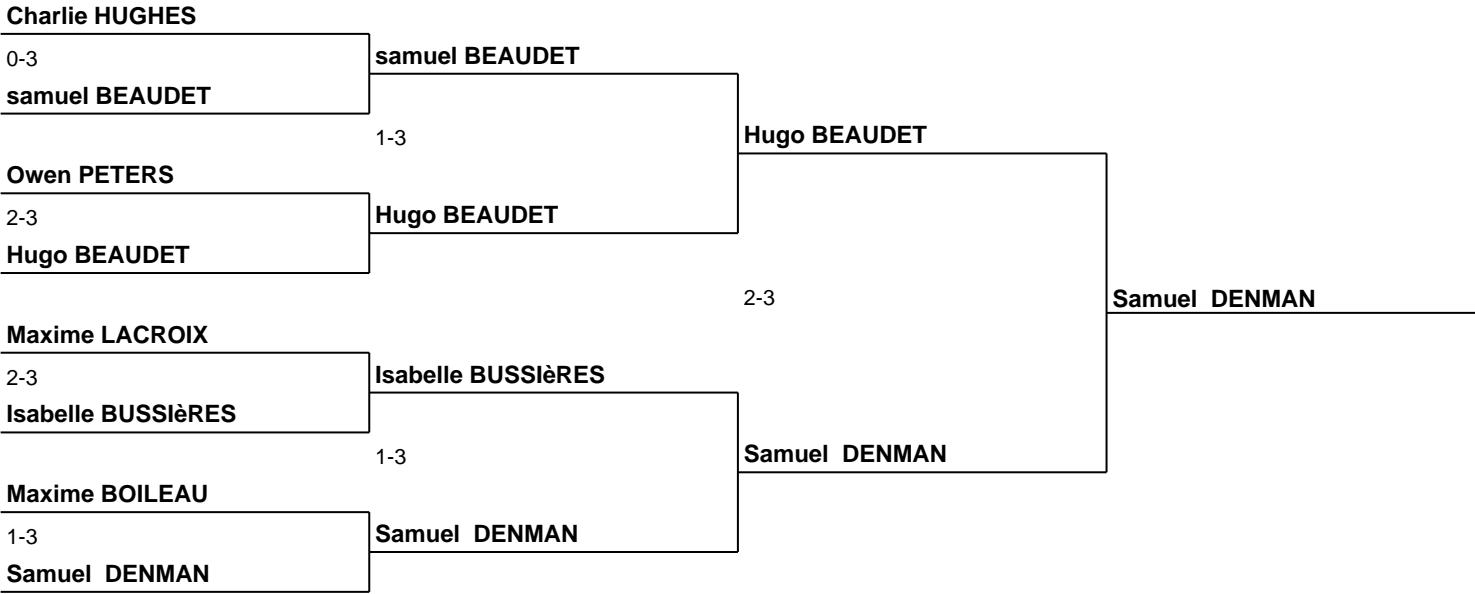 Charlie HUGHES
0-3
samuel BEAUDET
samuel BEAUDET
1-3
Hugo BEAUDET
Owen PETERS
2-3
Hugo BEAUDET
Hugo BEAUDET
2-3
Samuel  DENMAN
Maxime LACROIX
2-3
Isabelle BUSSIèRES
Isabelle BUSSIèRES
1-3
Samuel  DENMAN
Maxime BOILEAU
1-3
Samuel  DENMAN
Samuel  DENMAN